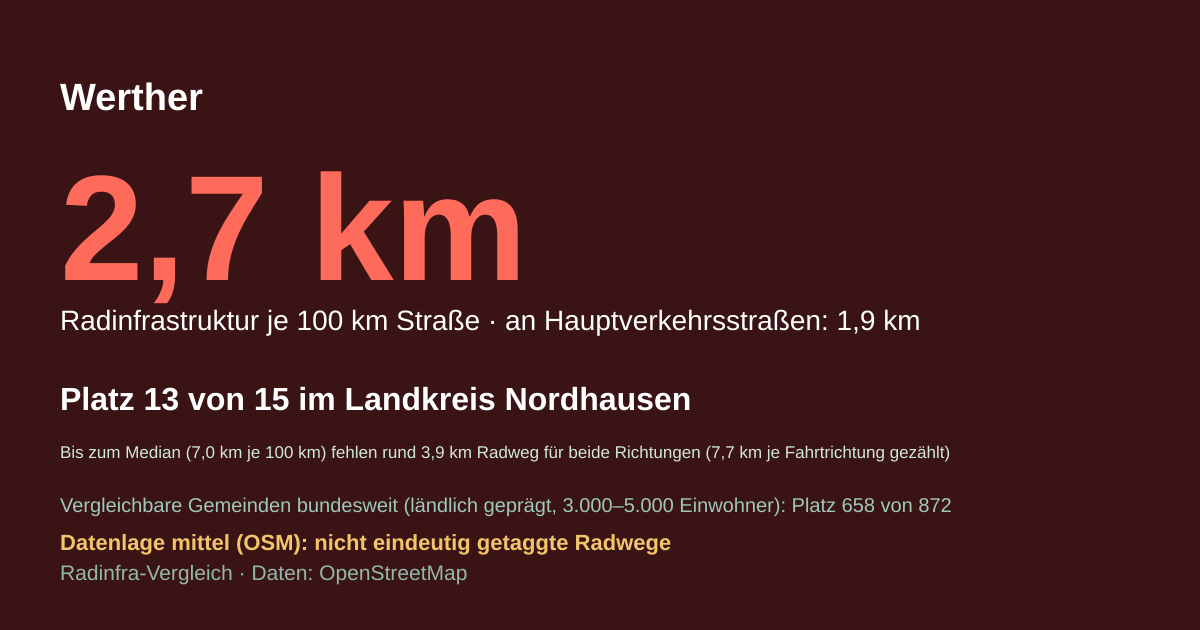 Werther
2,7 km
Radinfrastruktur je 100 km Straße · an Hauptverkehrsstraßen: 1,9 km
Platz 13 von 15 im Landkreis Nordhausen
Bis zum Median (7,0 km je 100 km) fehlen rund 3,9 km Radweg für beide Richtungen (7,7 km je Fahrtrichtung gezählt)
Vergleichbare Gemeinden bundesweit (ländlich geprägt, 3.000–5.000 Einwohner): Platz 658 von 872
Datenlage mittel (OSM): nicht eindeutig getaggte Radwege
Radinfra-Vergleich · Daten: OpenStreetMap